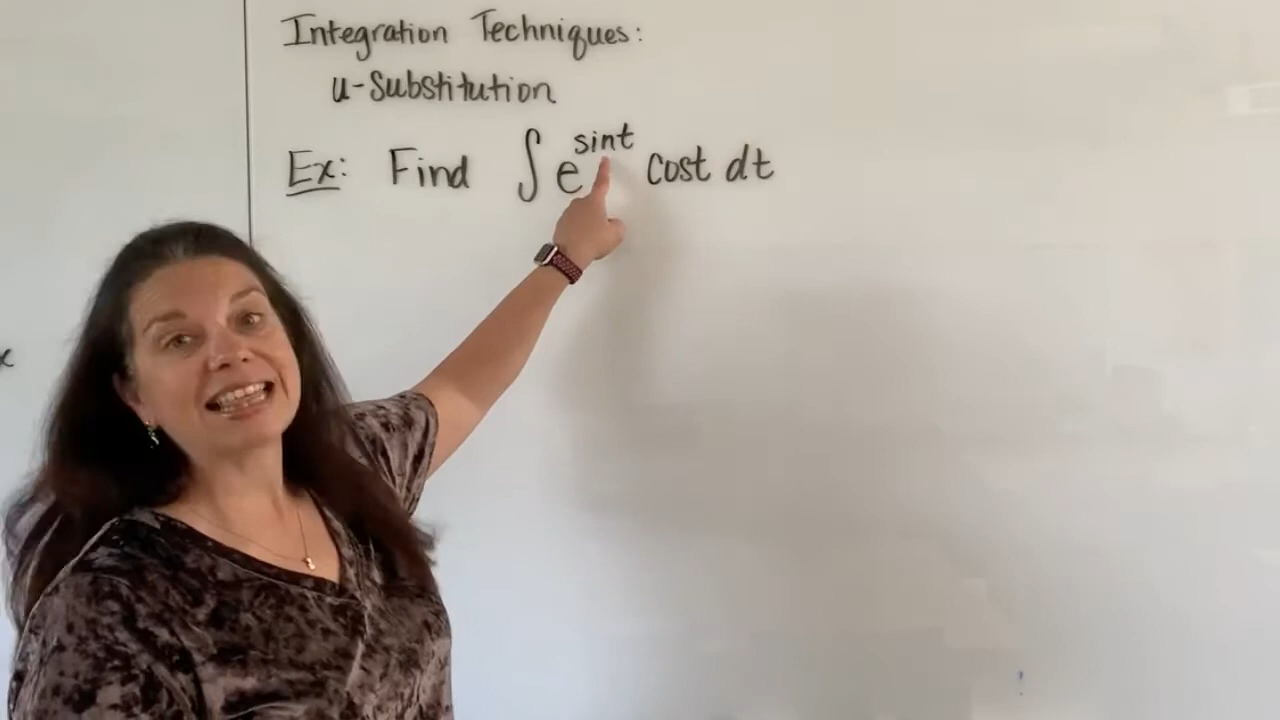 Integration Techniques:
u-Substitution
Ex: Find ∫e^sint cost dt
x